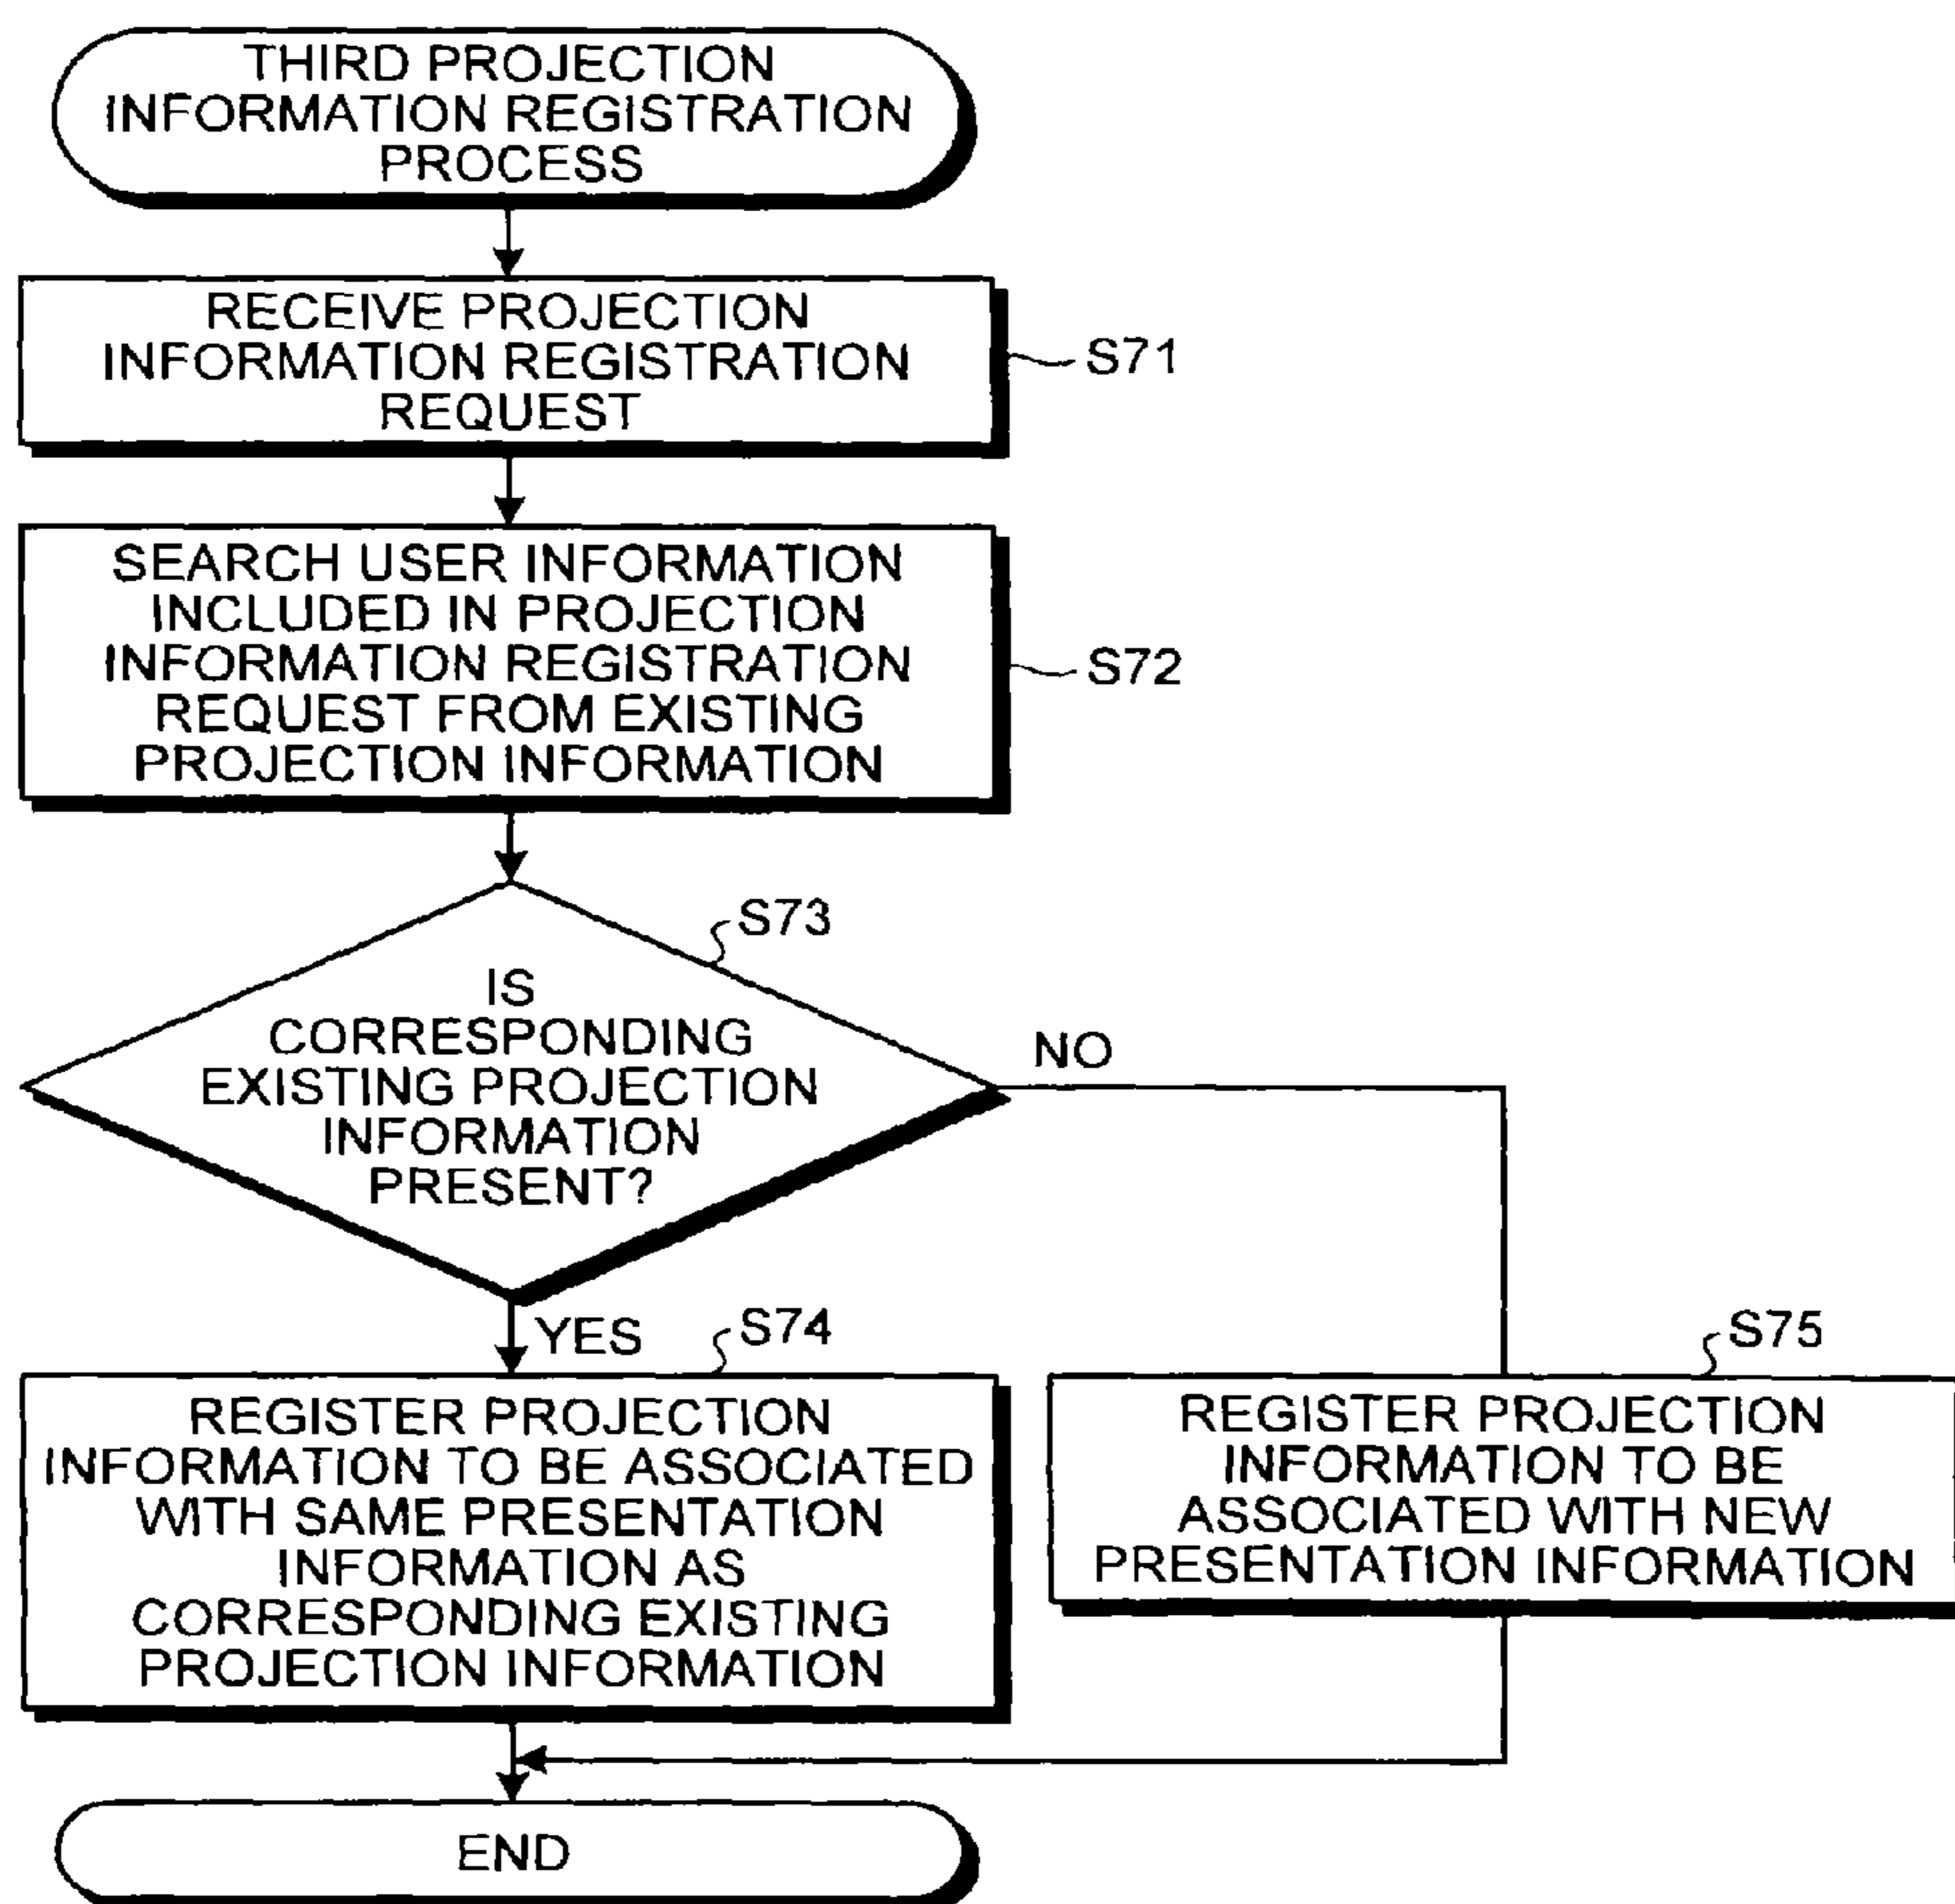 THIRD PROJECTION
INFORMATION REGISTRATION
PROCESS
RECEIVE PROJECTION
INFORMATION REGISTRATION
REQUEST
S71
SEARCH USER INFORMATION
INCLUDED IN PROJECTION
INFORMATION REGISTRATION
REQUEST FROM EXISTING
PROJECTION INFORMATION
S72
S73
IS
CORRESPONDING
EXISTING PROJECTION
INFORMATION
PRESENT?
NO
YES
S74
REGISTER PROJECTION
INFORMATION TO BE ASSOCIATED
WITH SAME PRESENTATION
INFORMATION AS
CORRESPONDING EXISTING
PROJECTION INFORMATION
S75
REGISTER PROJECTION
INFORMATION TO BE
ASSOCIATED WITH NEW
PRESENTATION INFORMATION
END